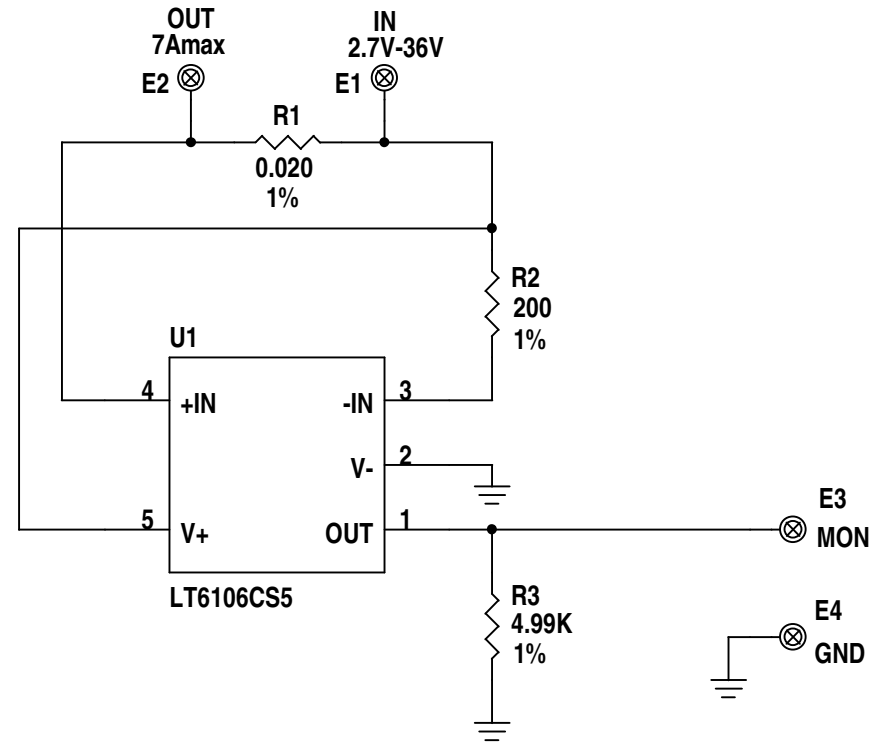 OUT
7Amax
IN
2.7V-36V
E2
E1
R1
0.020
1%
R2
200
1%
U1
4
+IN
-IN
3
V-
2
5
V+
OUT
1
LT6106CS5
R3
4.99K
1%
E3
MON
E4
GND